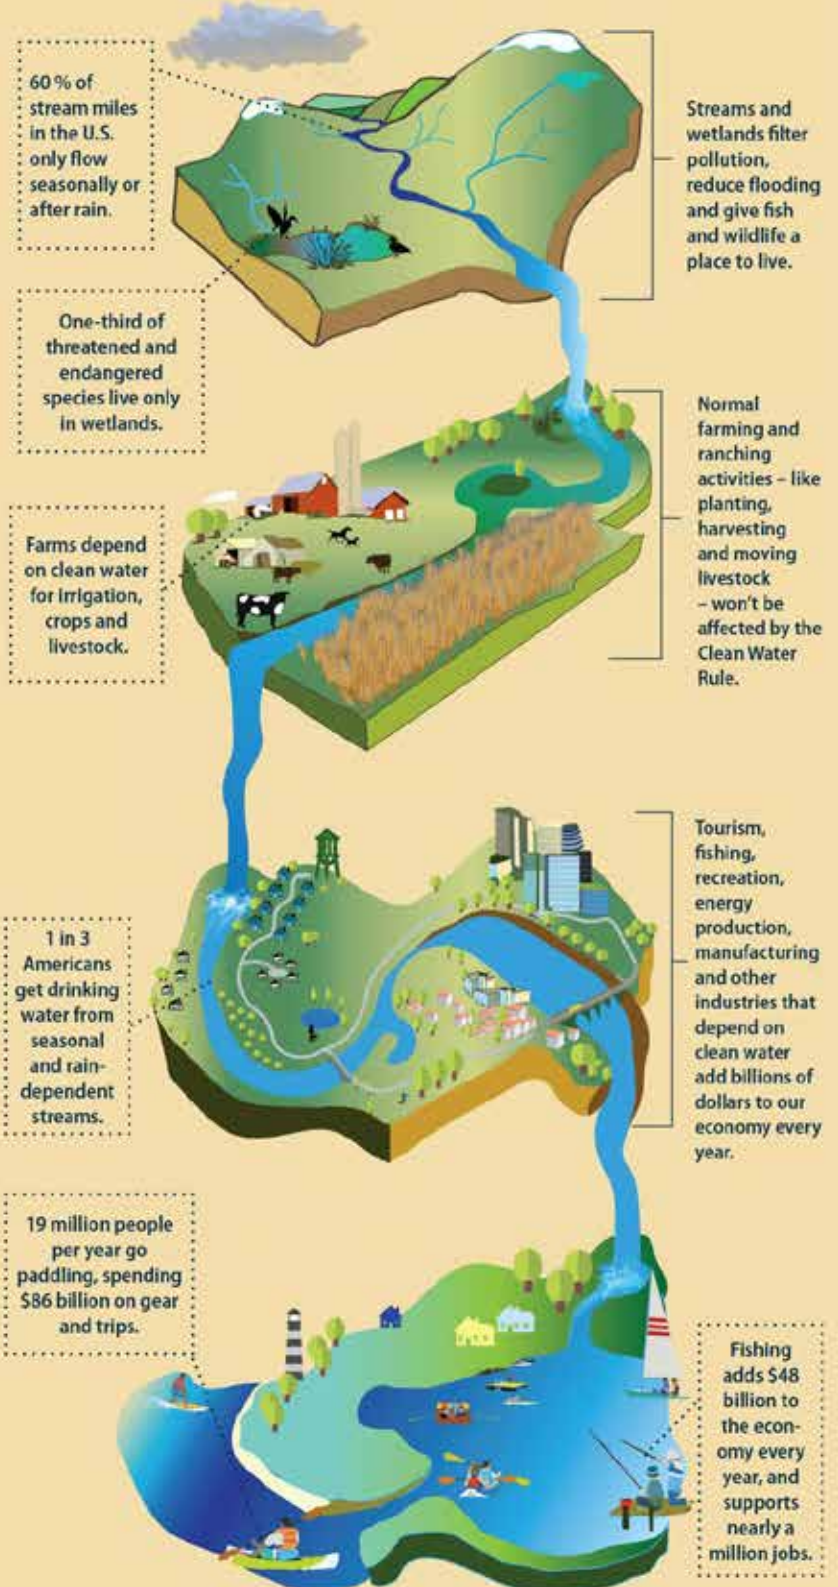 60 % of
stream miles
in the U.S.
only flow
seasonally or
after rain.
Streams and
wetlands filter
pollution,
reduce flooding
and give fish
and wildlife a
place to live.
One-third of
threatened and
endangered
species live only
in wetlands.
Normal
farming and
ranching
activities – like
planting,
harvesting
and moving
livestock
– won't be
affected by the
Clean Water
Rule.
Farms depend
on clean water
for irrigation,
crops and
livestock.
Tourism,
fishing,
recreation,
energy
production,
manufacturing
and other
industries that
depend on
clean water
add billions of
dollars to our
economy every
year.
1 in 3
Americans
get drinking
water from
seasonal
and rain-
dependent
streams.
19 million people
per year go
paddling, spending
$86 billion on gear
and trips.
Fishing
adds $48
billion to
the econ-
omy every
year, and
supports
nearly a
million jobs.